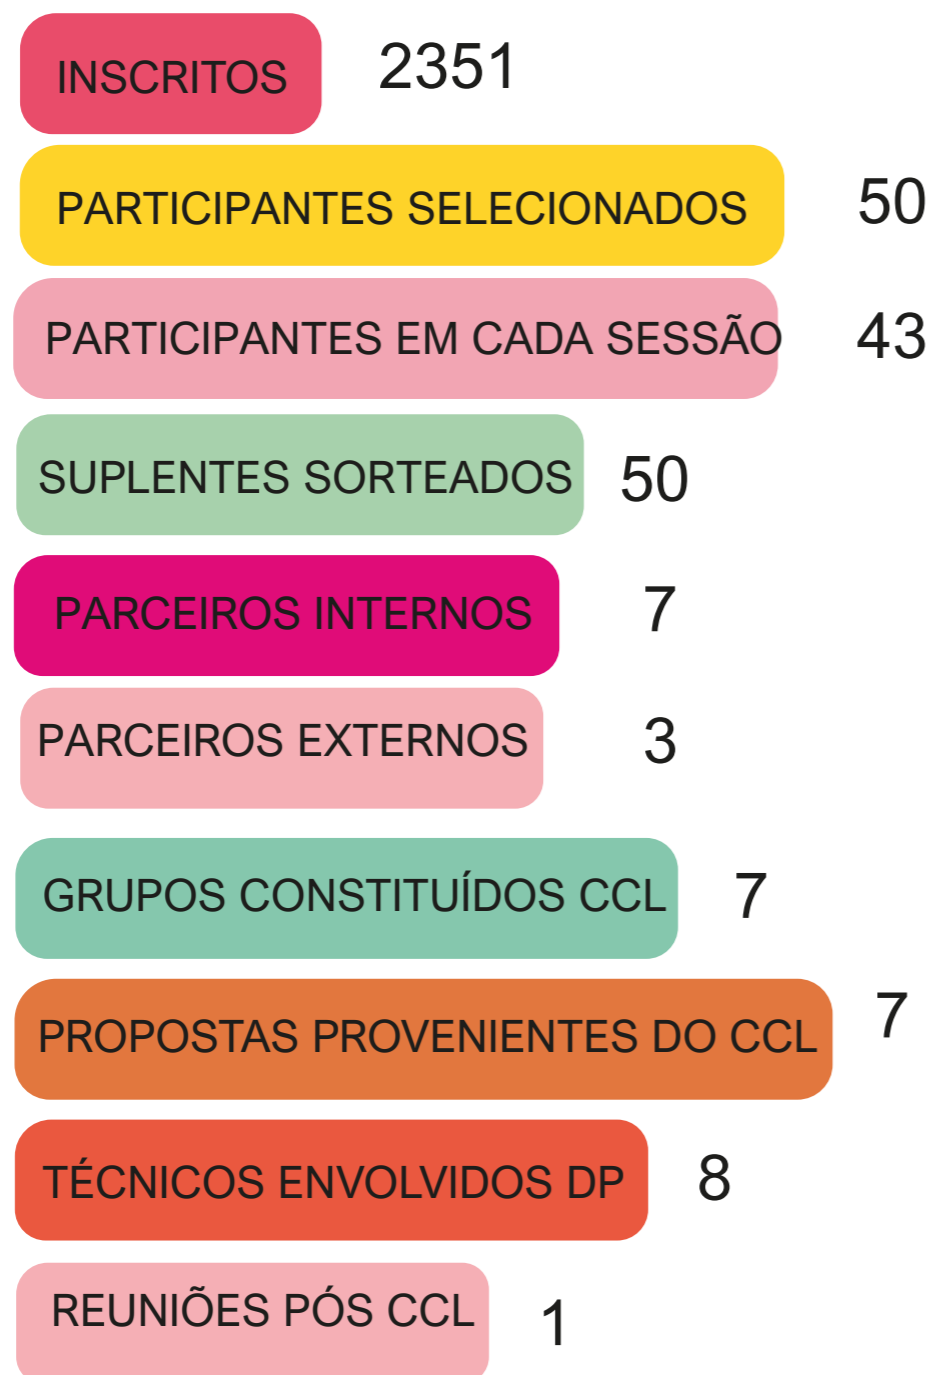 INSCRITOS 2351
PARTICIPANTES SELECIONADOS 50
PARTICIPANTES EM CADA SESSÃO 43
SUPLENTES SORTEADOS 50
PARCEIROS INTERNOS 7
PARCEIROS EXTERNOS 3
GRUPOS CONSTITUÍDOS CCL 7
PROPOSTAS PROVENIENTES DO CCL 7
TÉCNICOS ENVOLVIDOS DP 8
REUNIÕES PÓS CCL 1